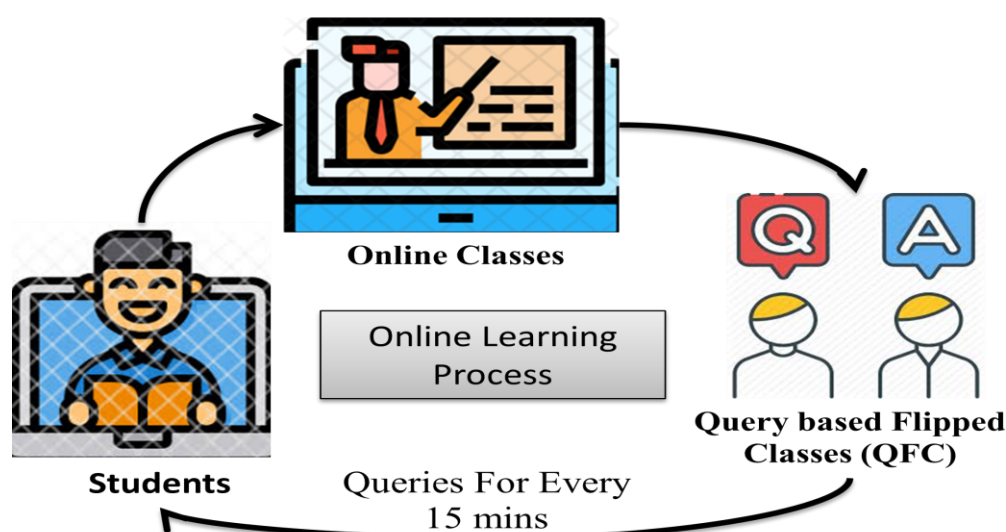 Online Classes
Q A
Online Learning
Process
Query based Flipped
Classes (QFC)
Students
Queries For Every
15 mins